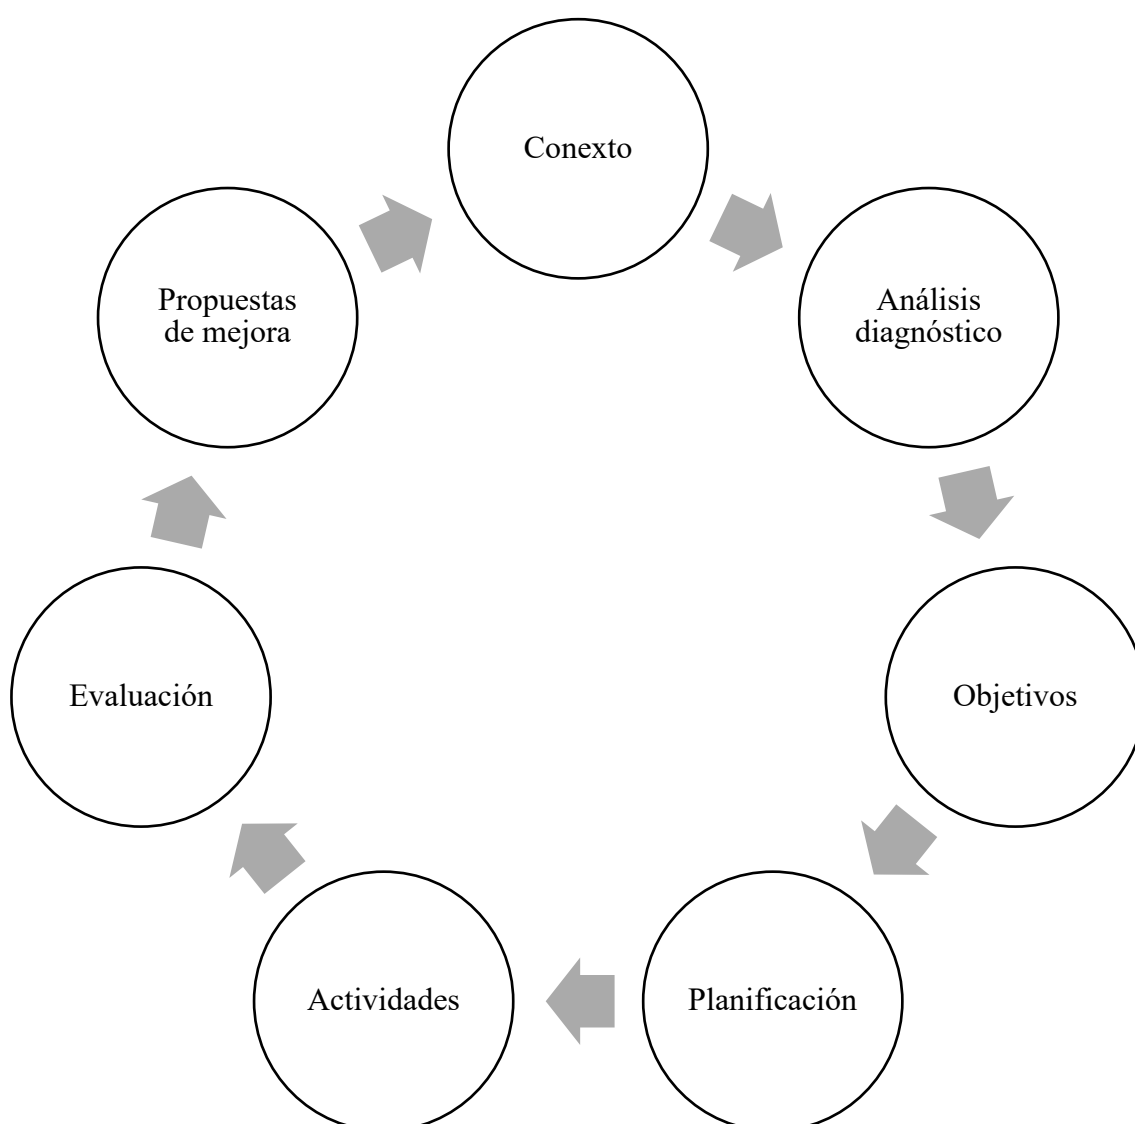 Conexto
Análisis
diagnóstico
Objetivos
Planificación
Actividades
Evaluación
Propuestas
de mejora